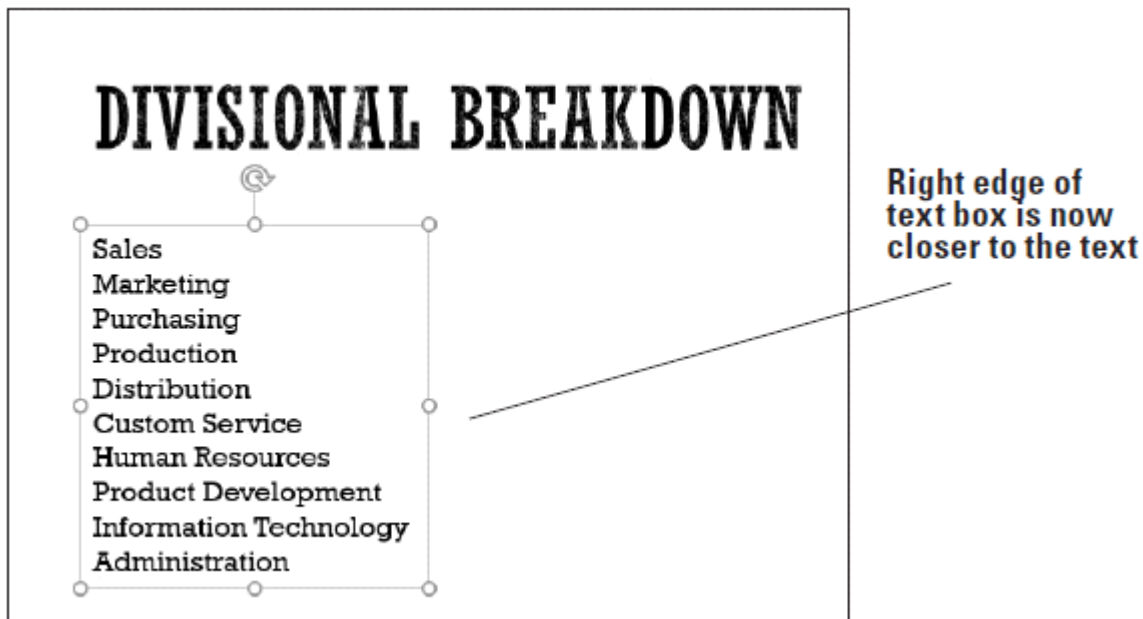 DIVISIONAL BREAKDOWN
Sales
Marketing
Purchasing
Production
Distribution
Custom Service
Human Resources
Product Development
Information Technology
Administration
Right edge of
text box is now
closer to the text